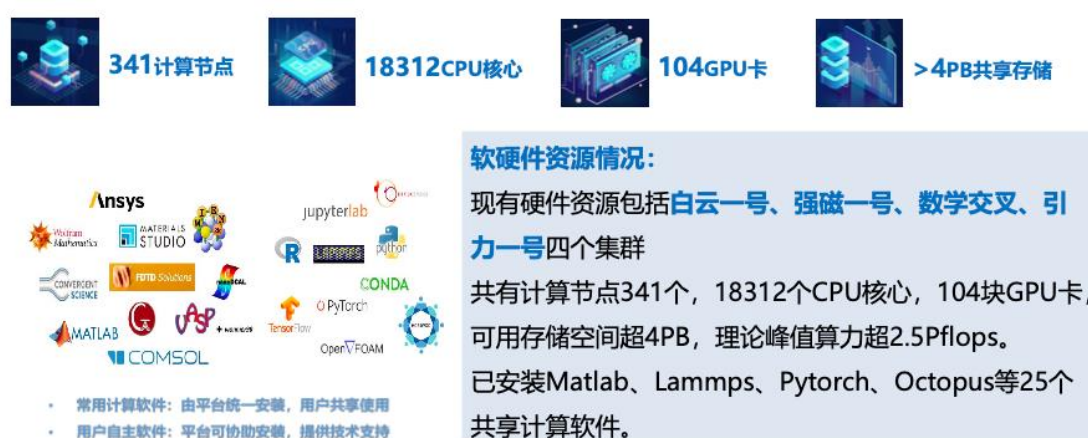 341计算节点
18312CPU核心
104GPU卡
>4PB共享存储
Ansys
Wolfram
Mathematica
MATERIALS
STUDIO
CONVERGENT
SCIENCE
FDTD Solutions
MATLAB
VASP
COMSOL
jupyterlab
R
LAMMPS
python
CONDA
PyTorch
TensorFlow
OpenFOAM
• 常用计算软件：由平台统一安装，用户共享使用
• 用户自主软件：平台可协助安装，提供技术支持
软硬件资源情况：
现有硬件资源包括白云一号、强磁一号、数学交叉、引
力一号四个集群
共有计算节点341个，18312个CPU核心，104块GPU卡，
可用存储空间超4PB，理论峰值算力超2.5Pflops。
已安装Matlab、Lammps、Pytorch、Octopus等25个
共享计算软件。